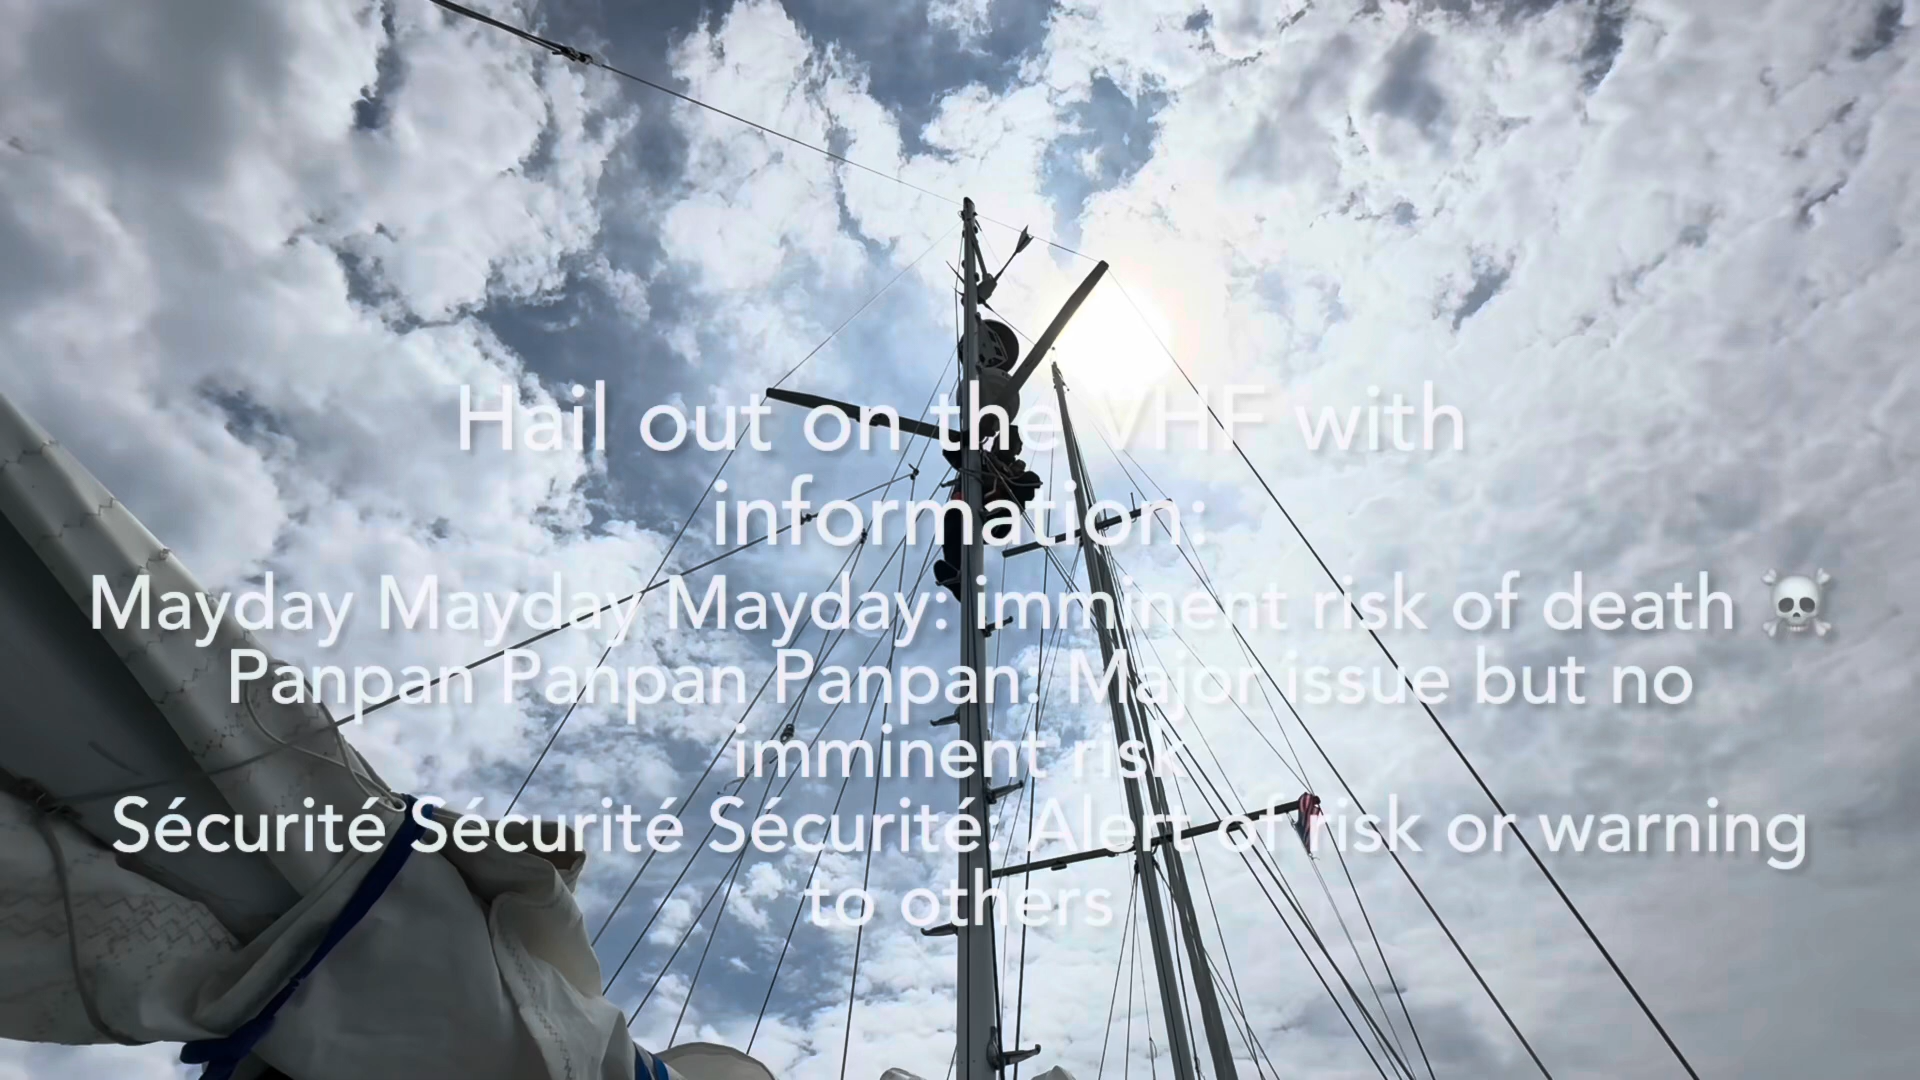 Hail out on the VHF with
information:
Mayday Mayday Mayday: imminent risk of death ☠️
Panpan Panpan Panpan: Major issue but no
imminent risk
Sécurité Sécurité Sécurité: Alert of risk or warning
to others